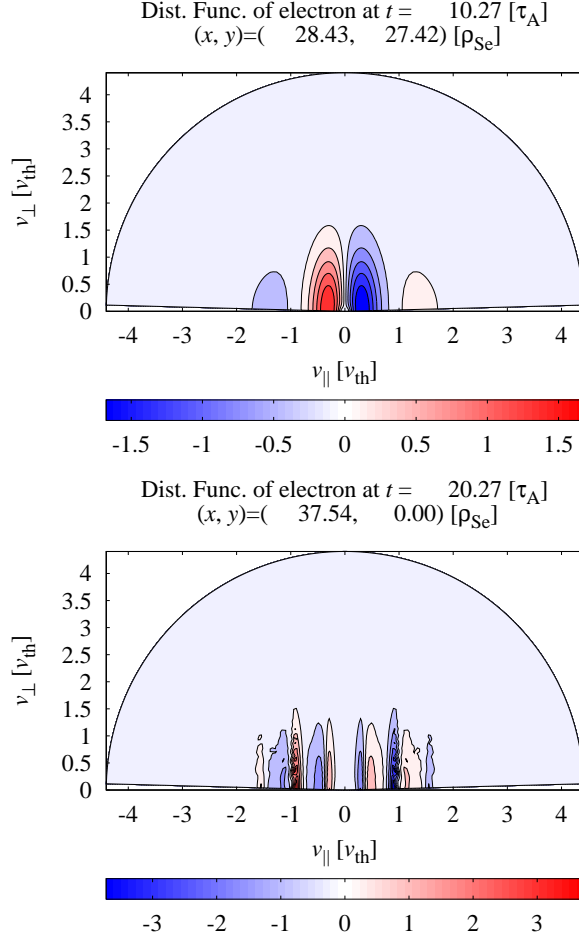 Dist. Func. of electron at t = 10.27 [τA]
(x, y)=( 28.43, 27.42) [ρSe]
4
3.5
3
2.5
2
1.5
1
0.5
0
v⊥ [vth]
-4 -3 -2 -1 0 1 2 3 4
v|| [vth]
-1.5 -1 -0.5 0 0.5 1 1.5
Dist. Func. of electron at t = 20.27 [τA]
(x, y)=( 37.54, 0.00) [ρSe]
4
3.5
3
2.5
2
1.5
1
0.5
0
v⊥ [vth]
-4 -3 -2 -1 0 1 2 3 4
v|| [vth]
-3 -2 -1 0 1 2 3